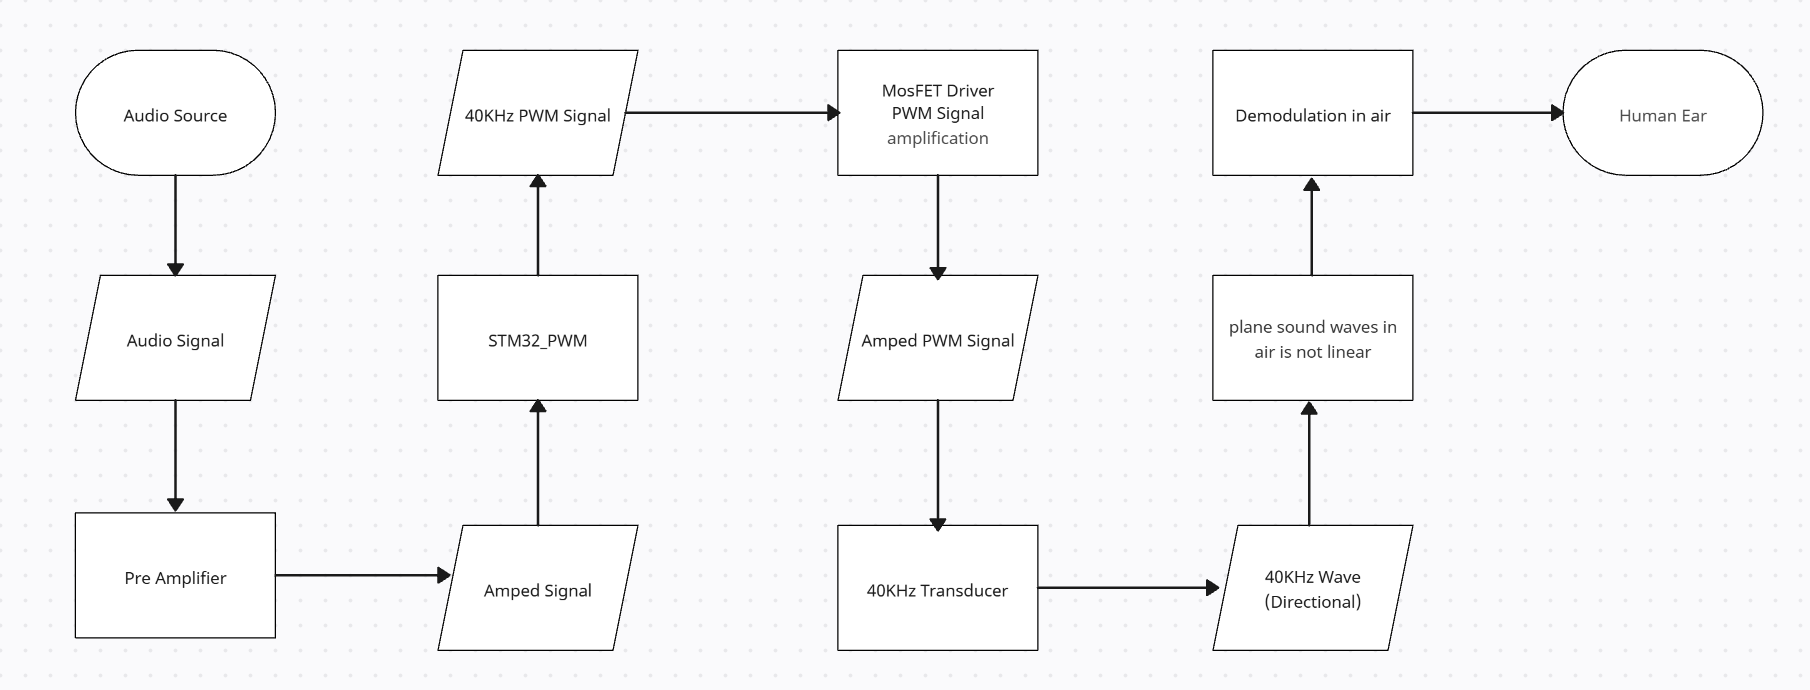 Audio Source
Audio Signal
Pre Amplifier
Amped Signal
STM32_PWM
40KHz PWM Signal
MosFET Driver
PWM Signal
amplification
Amped PWM Signal
40KHz Transducer
40KHz Wave
(Directional)
plane sound waves in
air is not linear
Demodulation in air
Human Ear